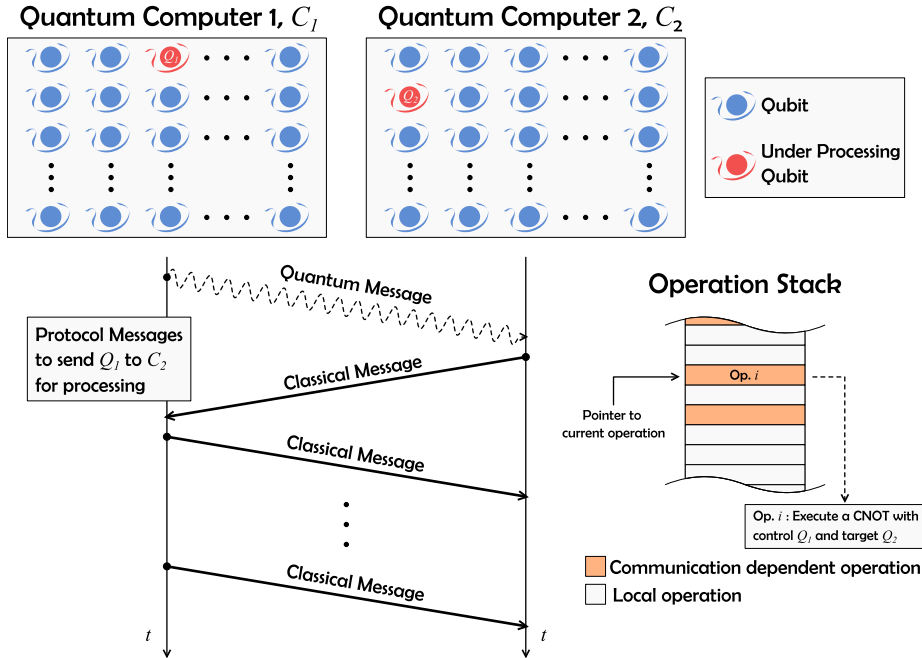 Quantum Computer 1, C₁
Quantum Computer 2, C₂
Q₁
Q₂
Qubit
Under Processing
Qubit
Quantum Message
Protocol Messages
to send Q₁ to C₂
for processing
Classical Message
Classical Message
Classical Message
t
t
Operation Stack
Op. i
Pointer to
current operation
Op. i : Execute a CNOT with
control Q₁ and target Q₂
Communication dependent operation
Local operation